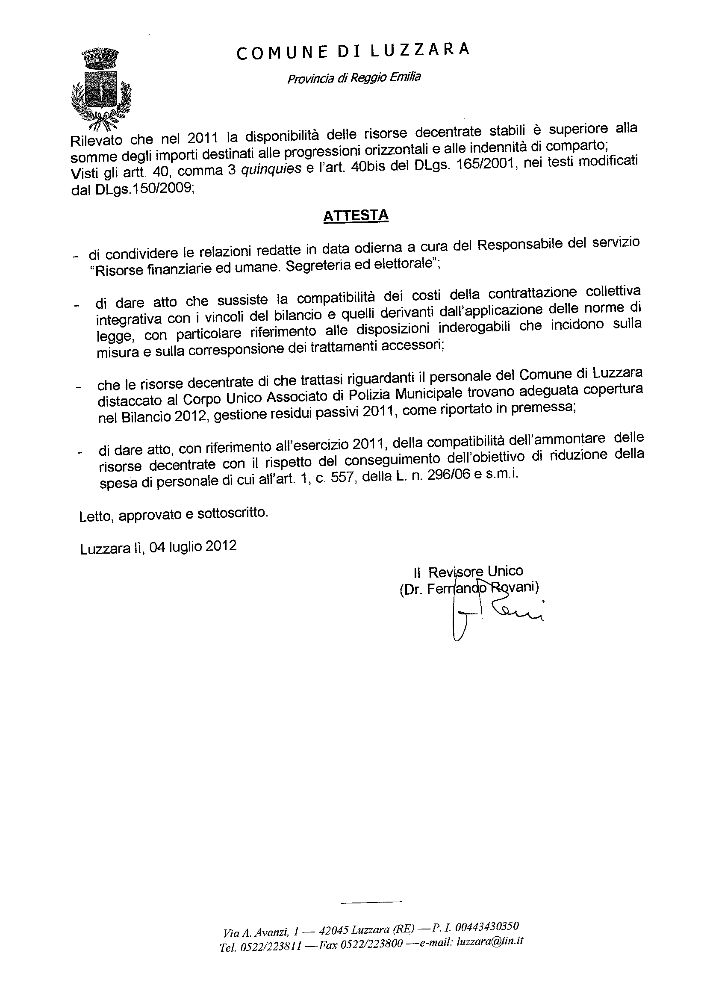 COMUNE DI LUZZARA
Provincia di Reggio Emilia
Rilevato che nel 2011 la disponibilità delle risorse decentrate stabili è superiore alla
somme degli importi destinati alle progressioni orizzontali e alle indennità di comparto;
Visti gli artt. 40, comma 3 quinquies e l'art. 40bis del DLgs. 165/2001, nei testi modificati
dal DLgs.150/2009;
ATTESTA
- di condividere le relazioni redatte in data odierna a cura del Responsabile del servizio
"Risorse finanziarie ed umane. Segreteria ed elettorale";
- di dare atto che sussiste la compatibilità dei costi della contrattazione collettiva
integrativa con i vincoli del bilancio e quelli derivanti dall'applicazione delle norme di
legge, con particolare riferimento alle disposizioni inderogabili che incidono sulla
misura e sulla corresponsione dei trattamenti accessori;
- che le risorse decentrate di che trattasi riguardanti il personale del Comune di Luzzara
distaccato al Corpo Unico Associato di Polizia Municipale trovano adeguata copertura
nel Bilancio 2012, gestione residui passivi 2011, come riportato in premessa;
- di dare atto, con riferimento all'esercizio 2011, della compatibilità dell'ammontare delle
risorse decentrate con il rispetto del conseguimento dell'obiettivo di riduzione della
spesa di personale di cui all'art. 1, c. 557, della L. n. 296/06 e s.m.i.
Letto, approvato e sottoscritto.
Luzzara lì, 04 luglio 2012
Il Revisore Unico
(Dr. Fernando Rovani)
Via A. Avanzi, 1 — 42045 Luzzara (RE) —P. I. 00443430350
Tel. 0522/223811 —Fax 0522/223800 —e-mail: luzzara@tin.it